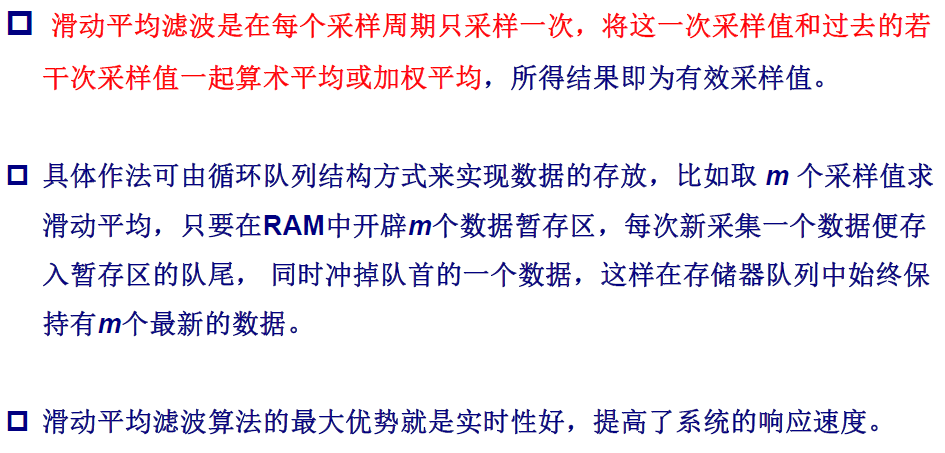 滑动平均滤波是在每个采样周期只采样一次，将这一次采样值和过去的若
干次采样值一起算术平均或加权平均，所得结果即为有效采样值。
具体作法可由循环队列结构方式来实现数据的存放，比如取 m 个采样值求
滑动平均，只要在RAM中开辟m个数据暂存区，每次新采集一个数据便存
入暂存区的队尾， 同时冲掉队首的一个数据，这样在存储器队列中始终保
持有m个最新的数据。
滑动平均滤波算法的最大优势就是实时性好，提高了系统的响应速度。